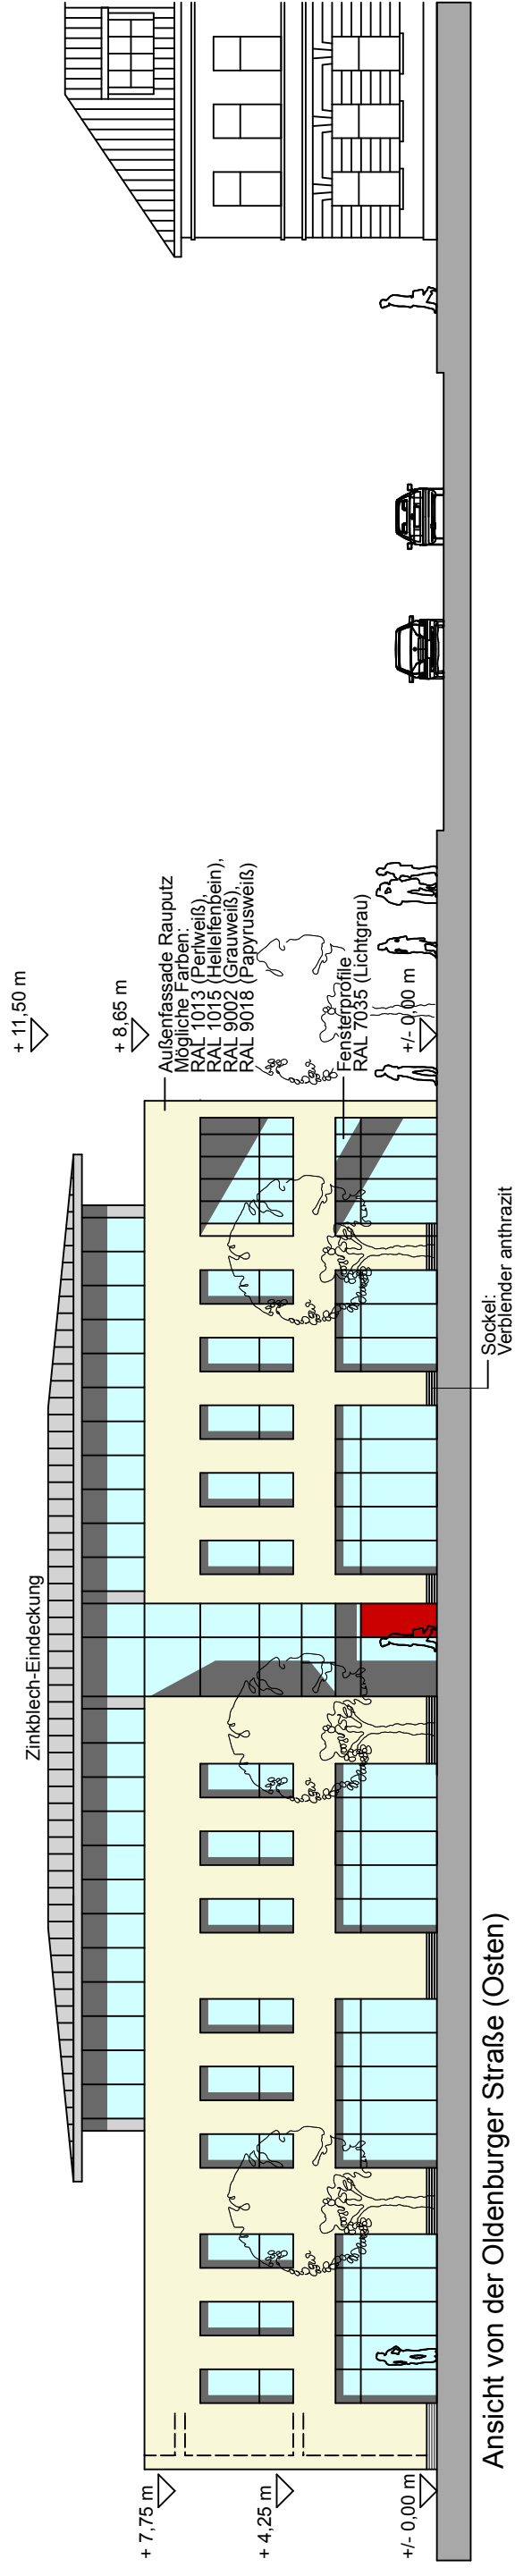 + 11,50 m
+ 8,65 m
Zinkblech-Eindeckung
Außenfassade Rauputz
Mögliche Farben:
RAL 1013 (Perlweiß),
RAL 1015 (Hellelfenbein),
RAL 9002 (Grauweiß),
RAL 9018 (Papyrusweiß)
Fensterprofile
RAL 7035 (Lichtgrau)
+/- 0,00 m
+ 7,75 m
+ 4,25 m
+/- 0,00 m
Sockel:
Verblender anthrazit
Ansicht von der Oldenburger Straße (Osten)